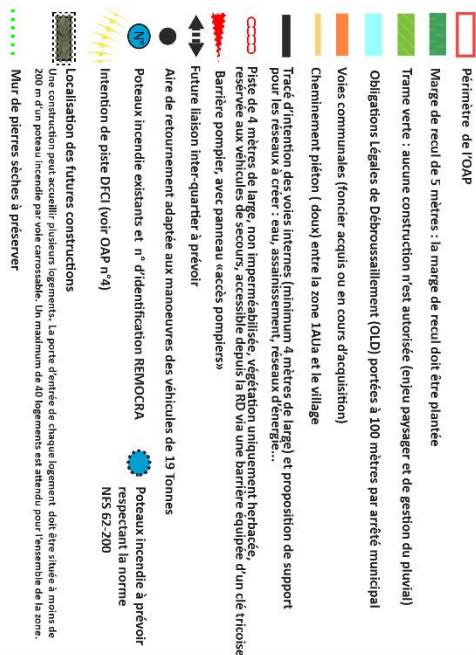 Périmètre de l'OAP
Marge de recul de 5 mètres : la marge de recul doit être plantée
Trame verte : aucune construction n'est autorisée (enjeu paysager et de gestion du pluvial)
Obligations Légales de Débroussaillement (OLD) portées à 100 mètres par arrêté municipal
Voies communales (foncier acquis ou en cours d'acquisition)
Cheminement piéton ( doux) entre la zone 1AUa et le village
Tracé d'intention des voies internes (minimum 4 mètres de large) et proposition de support
pour les réseaux à créer : eau, assainissement, réseaux d'énergie...
Piste de 4 mètres de large, non imperméabilisée, végétation uniquement herbacée,
reservée aux véhicules de secours, accessible depuis la RD via une barrière équipée d'un clé tricoise
Barrière pompier, avec panneau «accès pompiers»
Future liaison inter-quartier à prévoir
Aire de retournement adaptée aux manoeuvres des véhicules de 19 Tonnes
N°
Poteaux incendie existants et n° d'identification REMOCRA
Poteaux incendie à prévoir
respectant la norme
NFS 62-200
Intention de piste DFCI (voir OAP n°4)
Localisation des futures constructions
Une construction peut accueillir plusieurs logements. La porte d'entrée de chaque logement doit être située à moins de
200 m d'un poteau incendie par voie carrossable. Un maximum de 40 logements est attendu pour l'ensemble de la zone.
Mur de pierres sèches à préserver